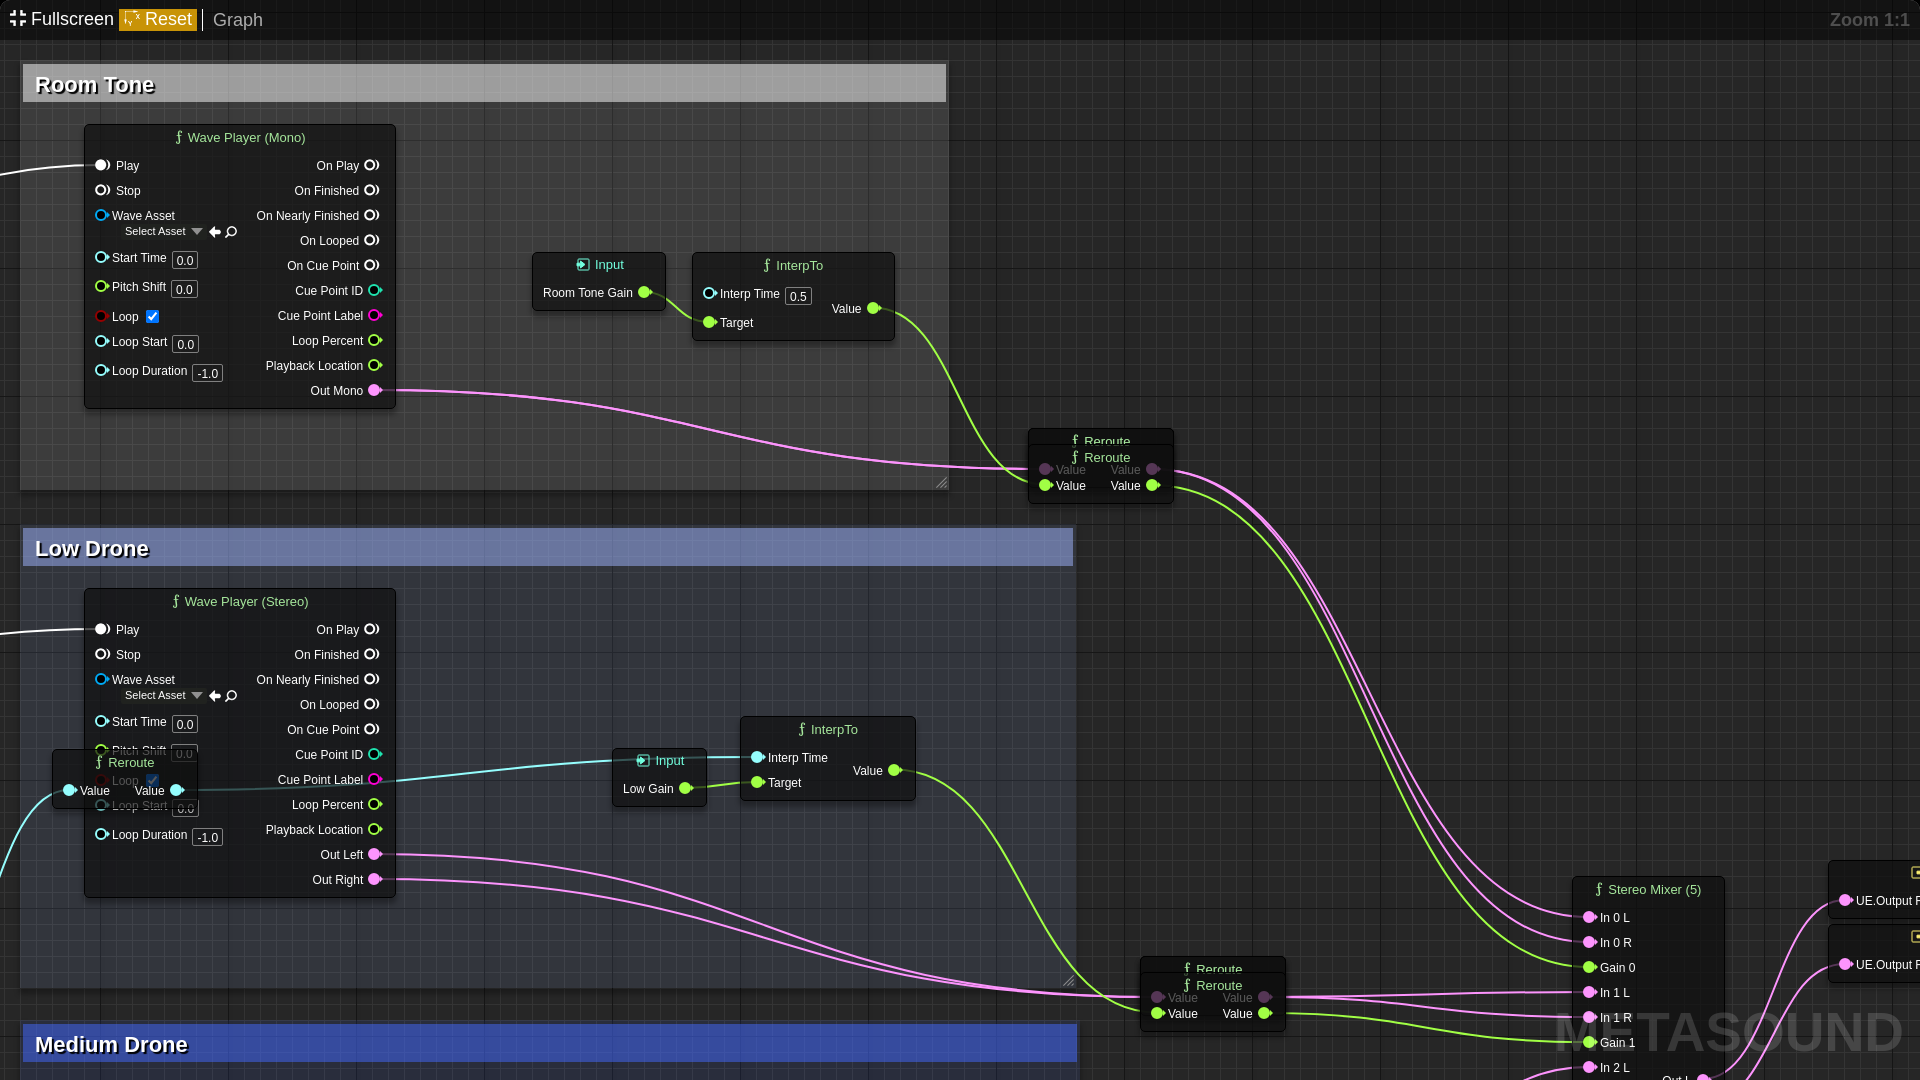 Fullscreen Reset Graph Zoom 1:1
Room Tone
Wave Player (Mono)
Play On Play
Stop On Finished
Wave Asset On Nearly Finished
Select Asset
On Looped
Start Time 0.0
On Cue Point
Pitch Shift 0.0
Cue Point ID
Loop Cue Point Label
Loop Start 0.0 Loop Percent
Loop Duration -1.0 Playback Location
Out Mono
Input
Room Tone Gain
InterpTo
Interp Time 0.5
Value
Target
Reroute
Reroute
Value Value
Value Value
Low Drone
Wave Player (Stereo)
Play On Play
Stop On Finished
Wave Asset On Nearly Finished
Select Asset
On Looped
Start Time 0.0
On Cue Point
Pitch Shift 0.0
Cue Point ID
Reroute
Loop Cue Point Label
Value Value
Loop Start 0.0 Loop Percent
Loop Duration -1.0 Playback Location
Out Left
Out Right
Input
Low Gain
InterpTo
Interp Time
Value
Target
Reroute
Reroute
Value Value
Value Value
Stereo Mixer (5)
In 0 L
In 0 R
Gain 0
In 1 L
In 1 R
Gain 1
In 2 L
Out L
UE.Output F
UE.Output F
METASOUND
Medium Drone